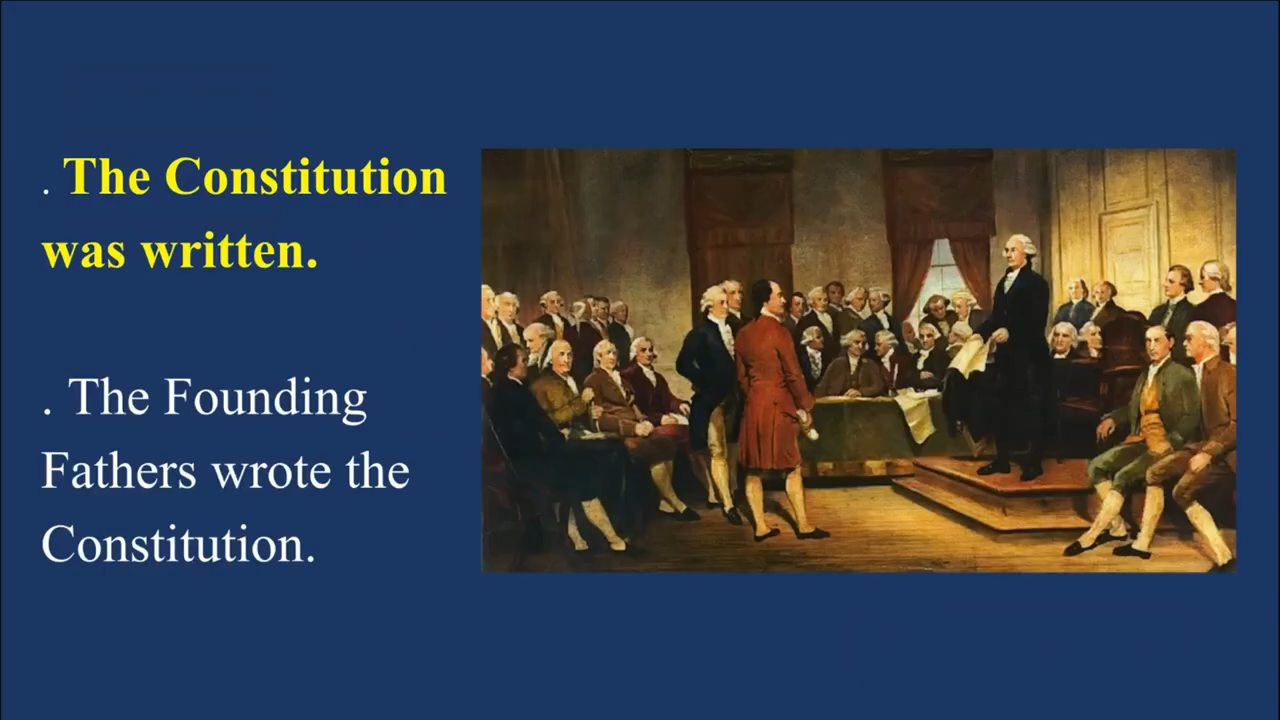 . The Constitution
was written.
. The Founding
Fathers wrote the
Constitution.